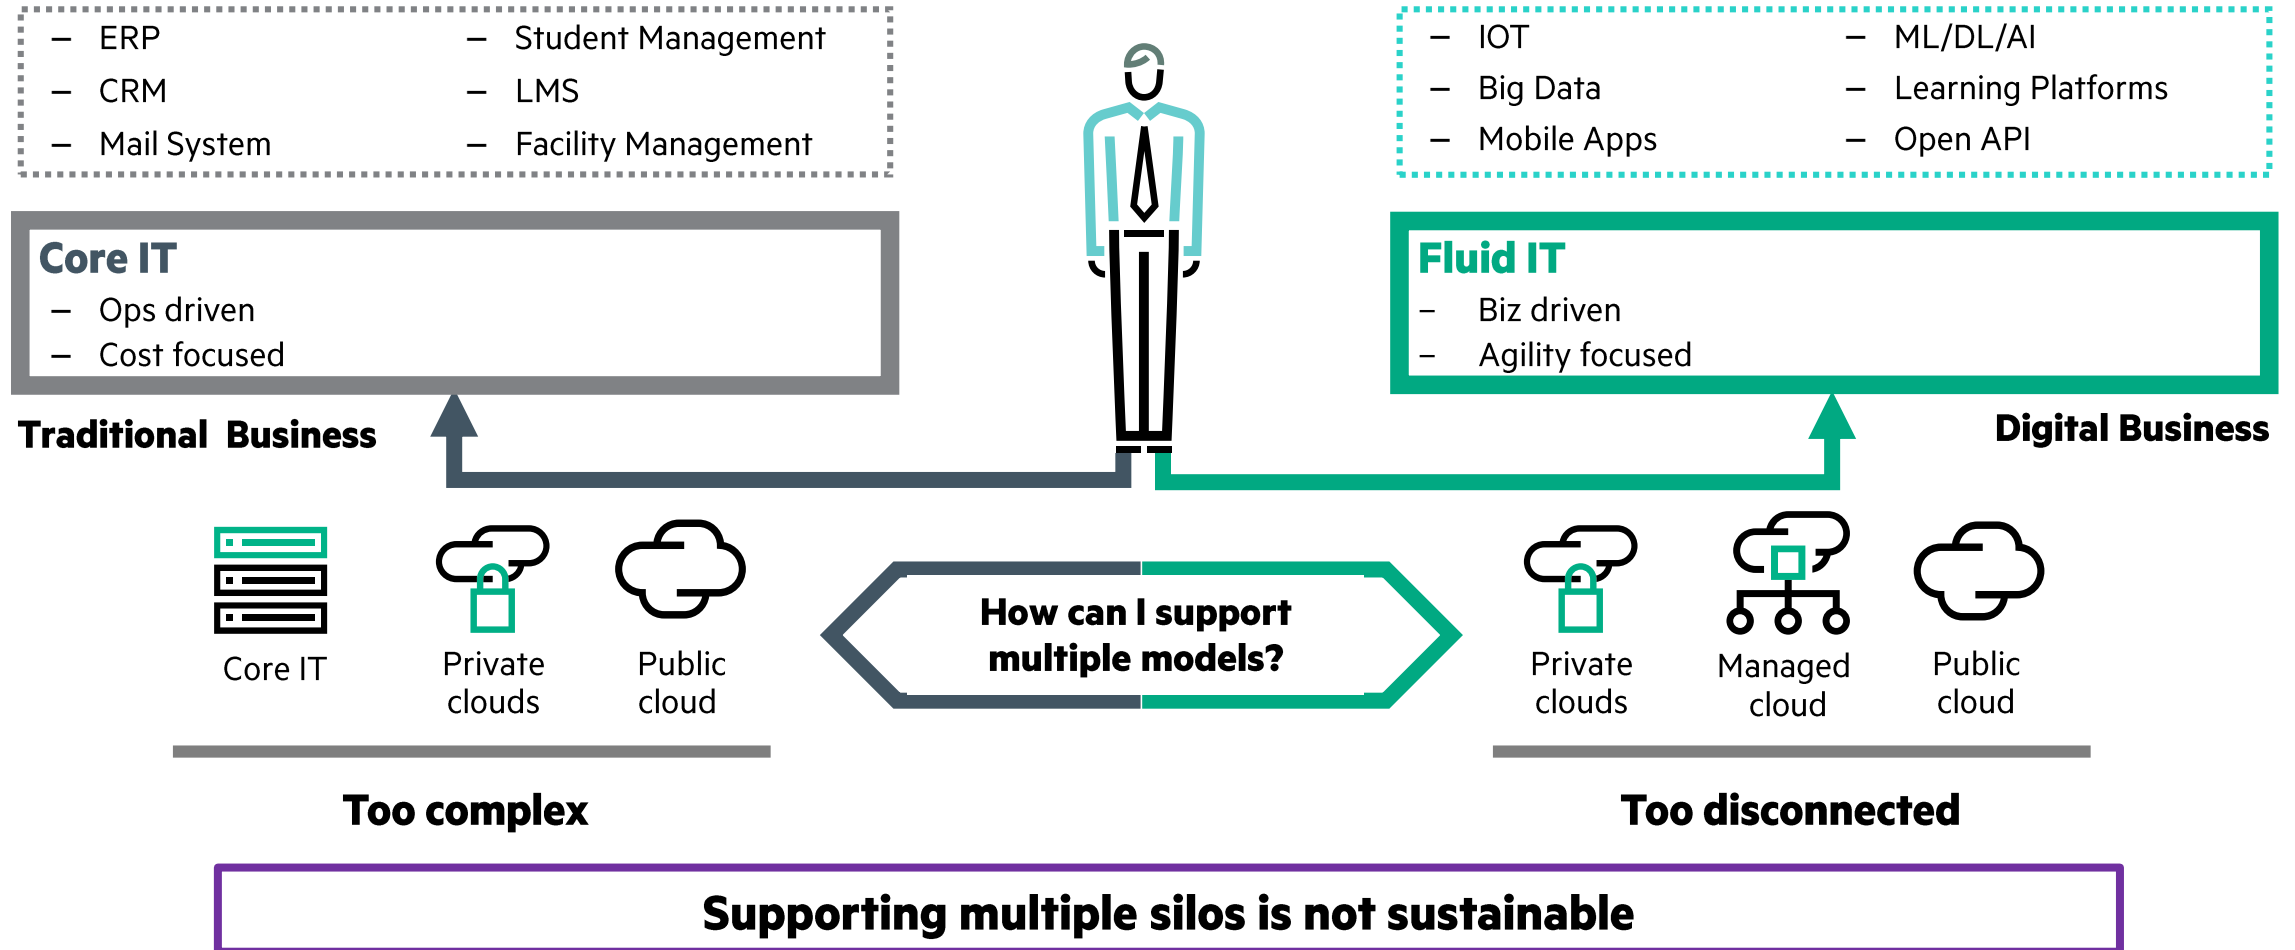 – ERP
– CRM
– Mail System
– Student Management
– LMS
– Facility Management
– IOT
– Big Data
– Mobile Apps
– ML/DL/AI
– Learning Platforms
– Open API
Core IT
– Ops driven
– Cost focused
Fluid IT
– Biz driven
– Agility focused
Traditional  Business
Digital Business
Core IT
Private
clouds
Public
cloud
How can I support
multiple models?
Private
clouds
Managed
cloud
Public
cloud
Too complex
Too disconnected
Supporting multiple silos is not sustainable